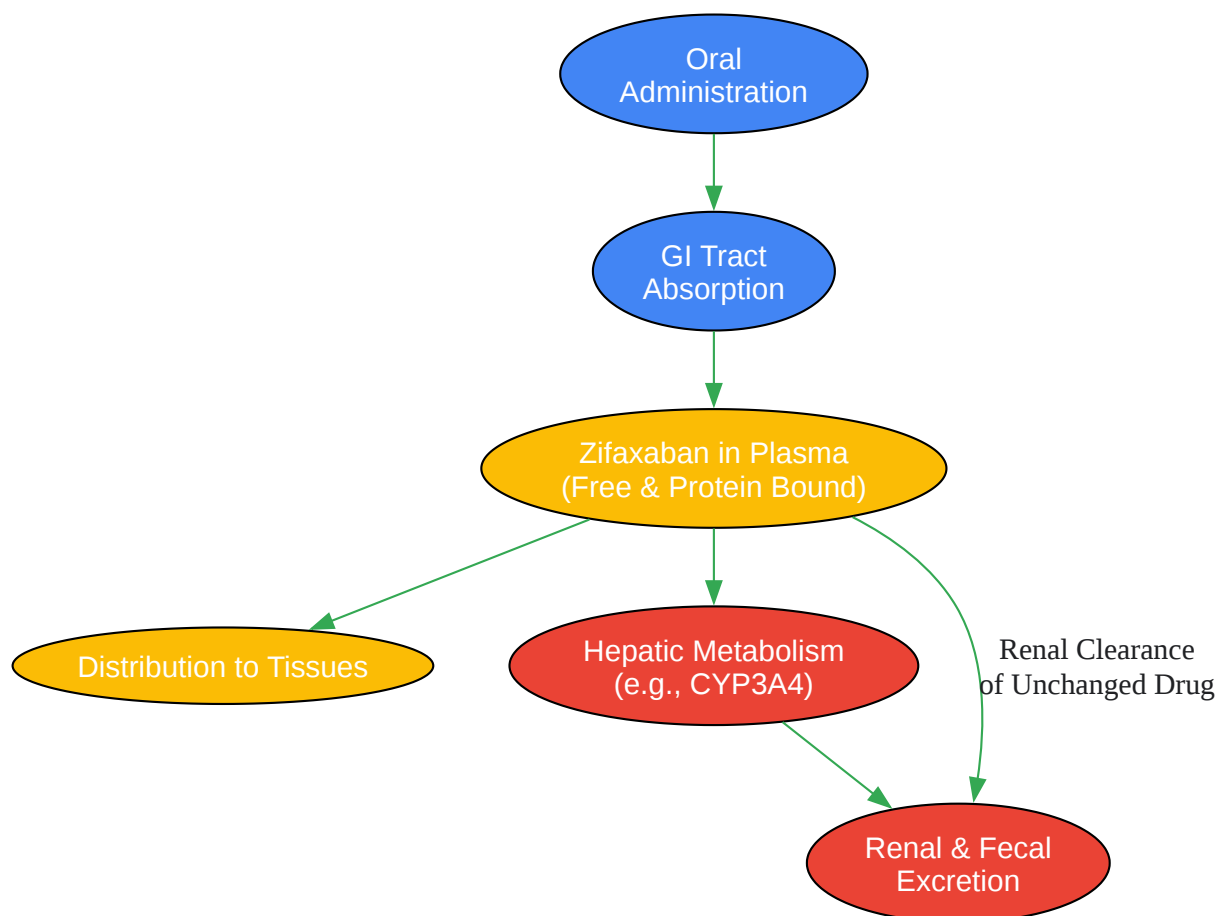 Oral
Administration
GI Tract
Absorption
Zifaxaban in Plasma
(Free & Protein Bound)
Distribution to Tissues
Hepatic Metabolism
(e.g., CYP3A4)
Renal Clearance
of Unchanged Drug
Renal & Fecal
Excretion